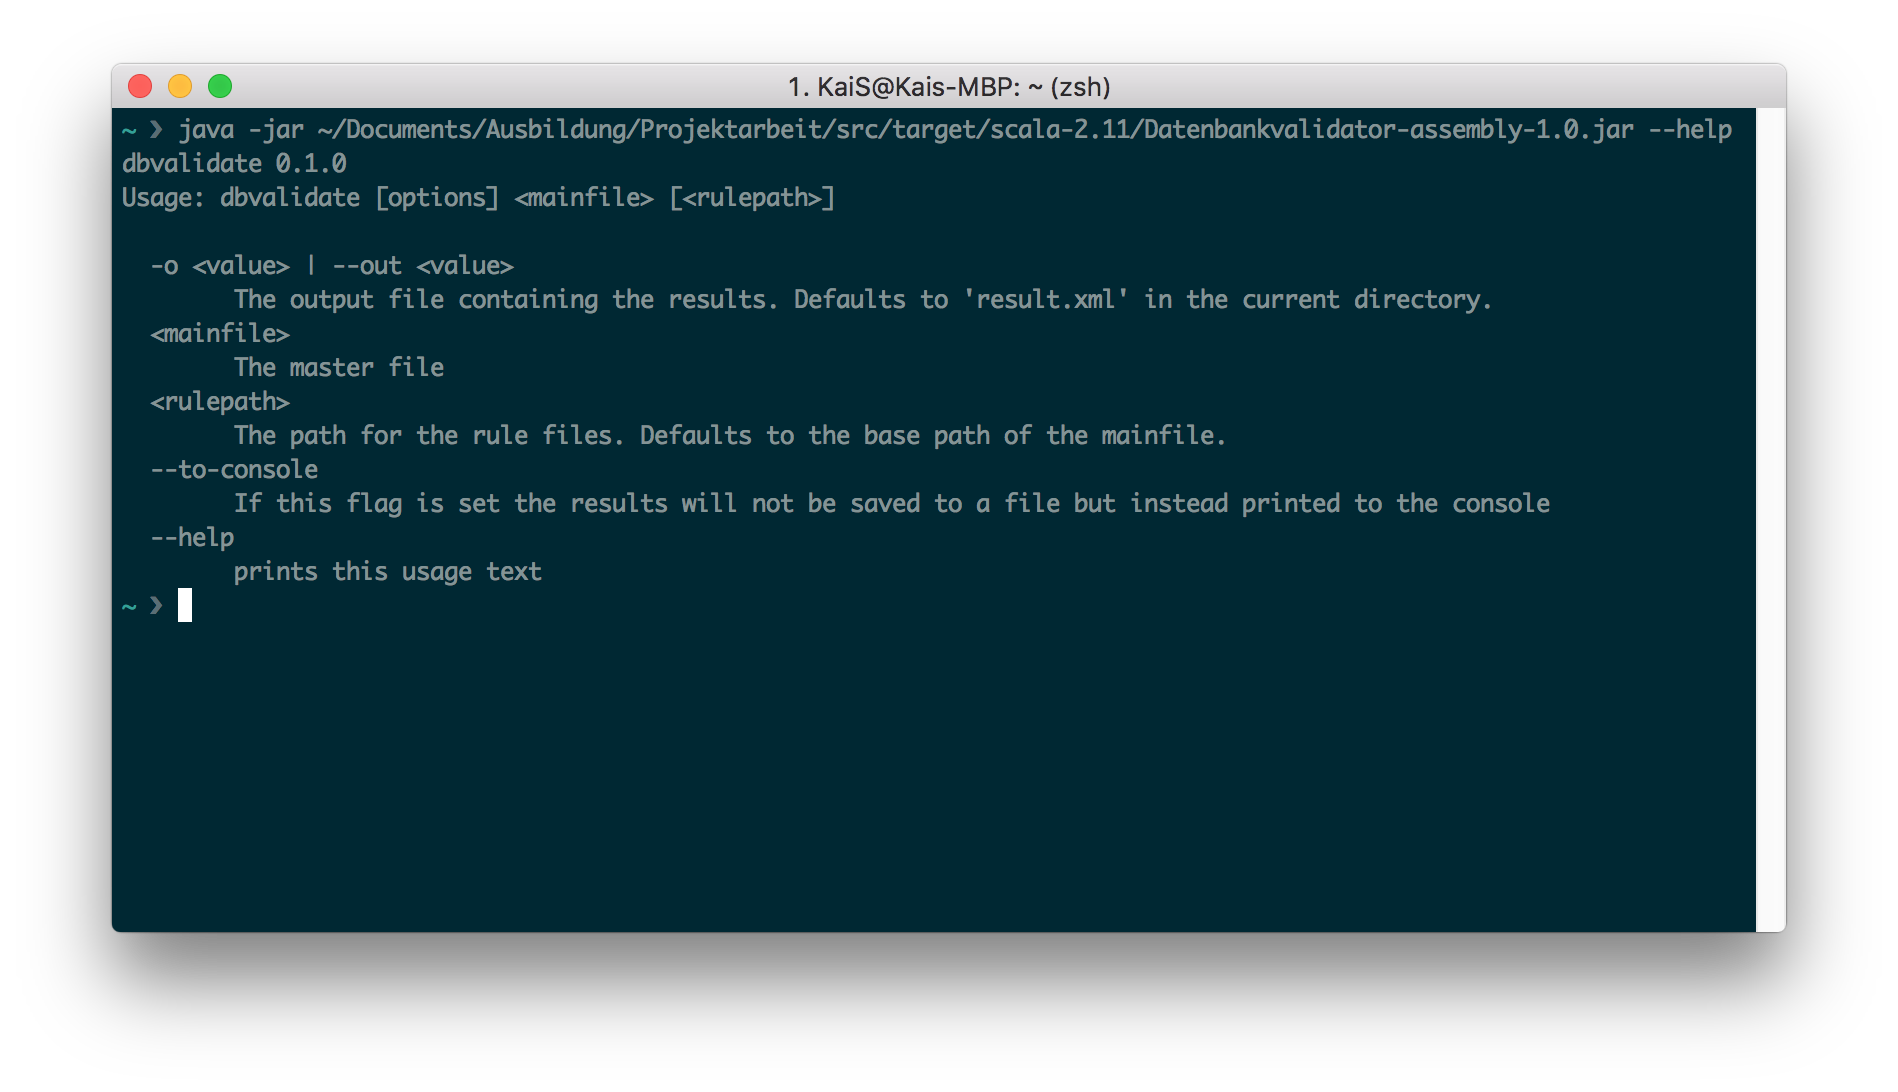 1. KaiS@Kais-MBP: ~ (zsh)
~ ❯ java -jar ~/Documents/Ausbildung/Projektarbeit/src/target/scala-2.11/Datenbankvalidator-assembly-1.0.jar --help
dbvalidate 0.1.0
Usage: dbvalidate [options] <mainfile> [<rulepath>]
-o <value> | --out <value>
The output file containing the results. Defaults to 'result.xml' in the current directory.
<mainfile>
The master file
<rulepath>
The path for the rule files. Defaults to the base path of the mainfile.
--to-console
If this flag is set the results will not be saved to a file but instead printed to the console
--help
prints this usage text
~ ❯